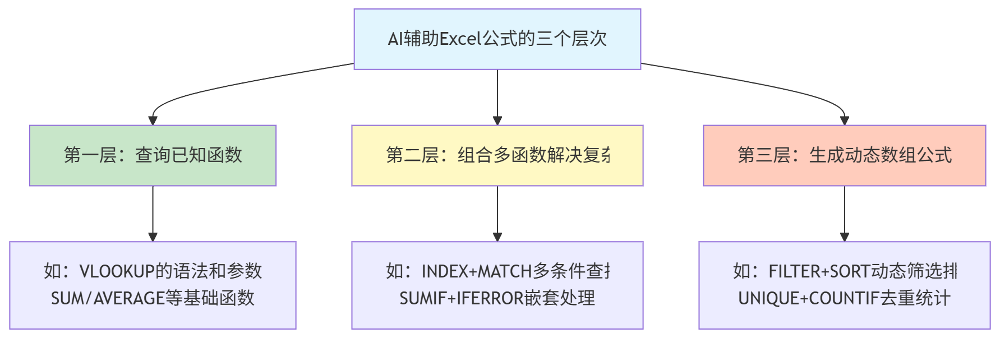 AI辅助Excel公式的三个层次
第一层：查询已知函数
第二层：组合多函数解决复杂
第三层：生成动态数组公式
如：VLOOKUP的语法和参数
SUM/AVERAGE等基础函数
如：INDEX+MATCH多条件查
SUMIF+IFERROR嵌套处理
如：FILTER+SORT动态筛选排
UNIQUE+COUNTIF去重统计